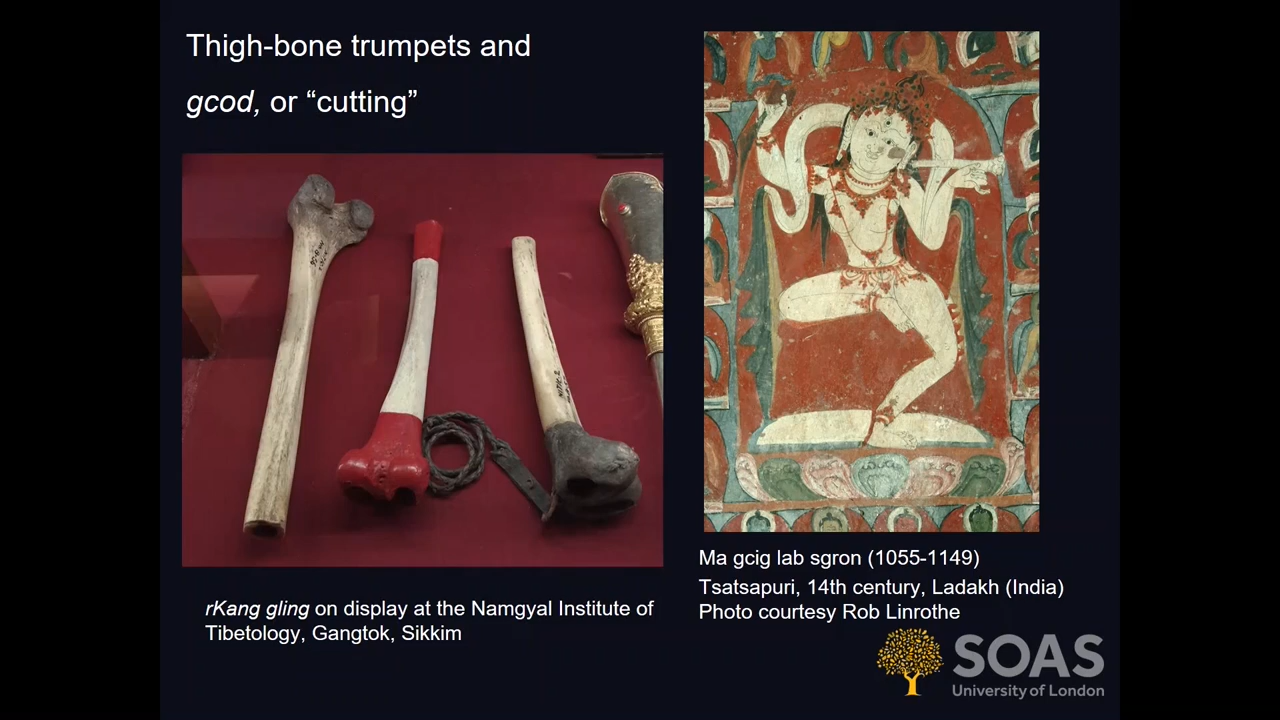 Thigh-bone trumpets and
gcod, or “cutting”
rKang gling on display at the Namgyal Institute of
Tibetology, Gangtok, Sikkim
Ma gcig lab sgron (1055-1149)
Tsatsapuri, 14th century, Ladakh (India)
Photo courtesy Rob Linrothe
SOAS
University of London